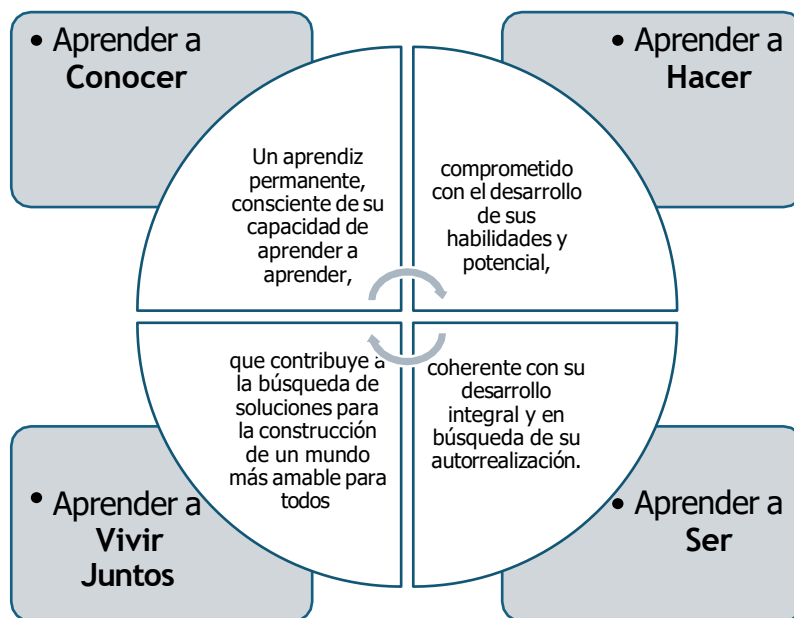 • Aprender a
Conocer
Un aprendiz
permanente,
consciente de su
capacidad de
aprender a
aprender,
• Aprender a
Hacer
comprometido
con el desarrollo
de sus
habilidades y
potencial,
que contribuye a
la búsqueda de
soluciones para
la construcción
de un mundo
más amable para
todos
• Aprender a
Vivir
Juntos
coherente con su
desarrollo
integral y en
búsqueda de su
autorrealización.
• Aprender a
Ser